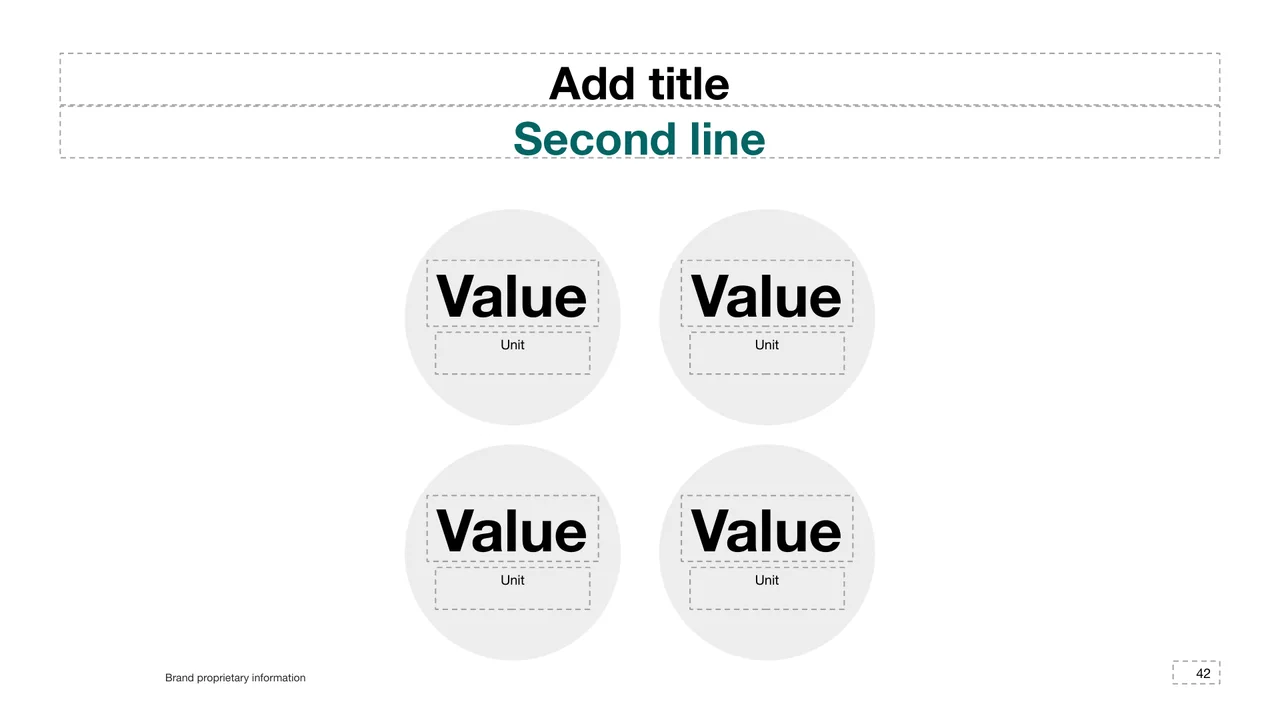 Add title
Second line
Value
Unit
Value
Unit
Value
Unit
Value
Unit
Brand proprietary information
42